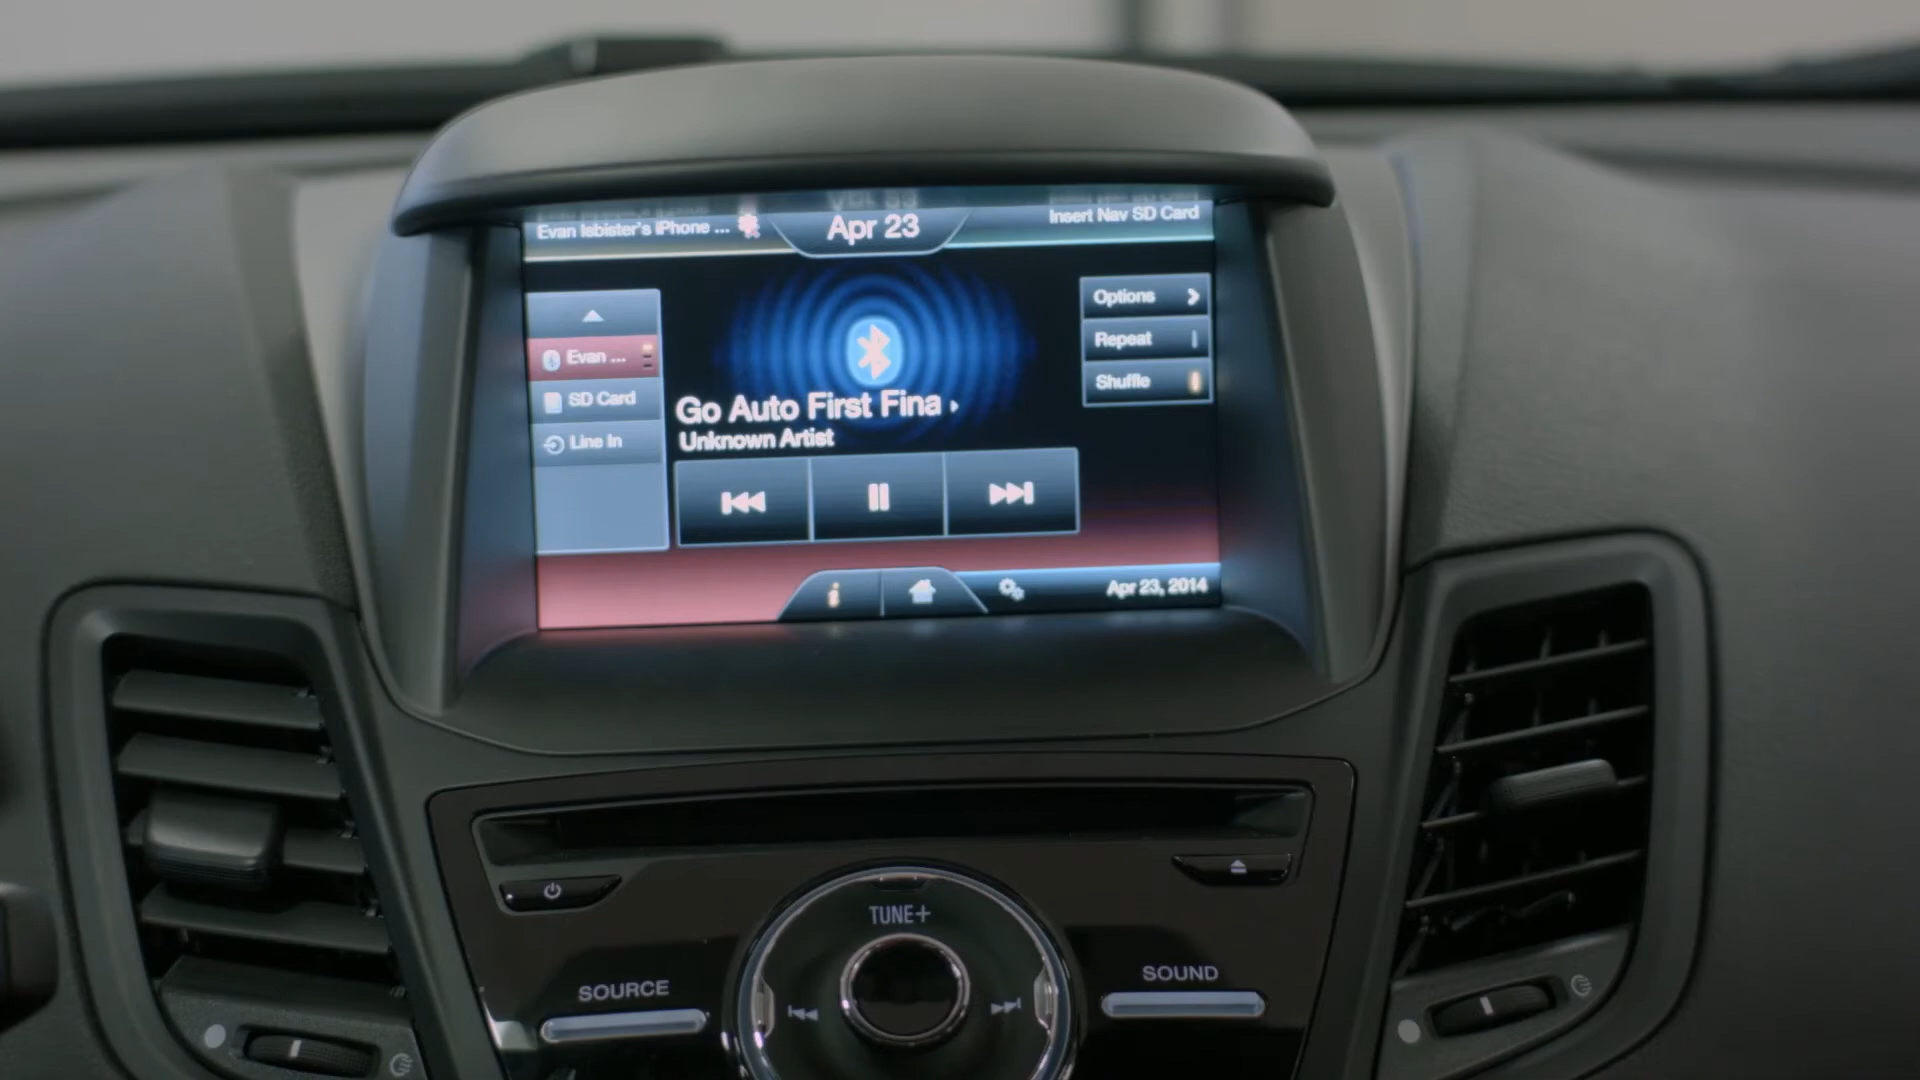 Evan Isbister's iPhone ...
Apr 23
Insert Nav SD Card
Evan ...
SD Card
Line In
Go Auto First Fina
Unknown Artist
Options
Repeat
Shuffle
Apr 23, 2014
TUNE+
SOURCE
SOUND